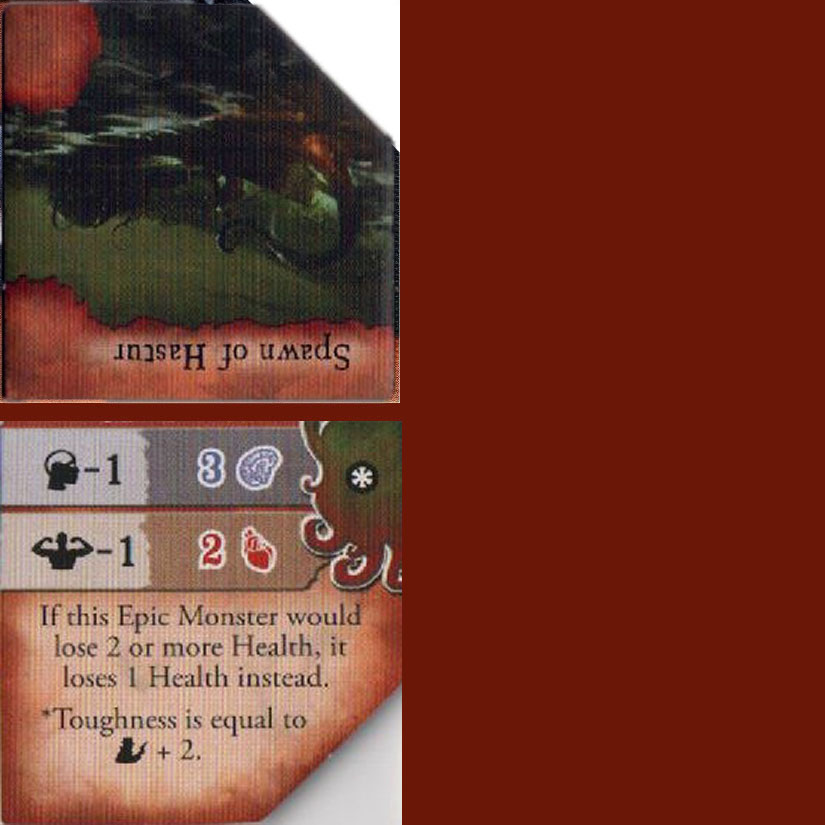 Spawn of Hastur
-1 3
*
-1 2
If this Epic Monster would
lose 2 or more Health, it
loses 1 Health instead.
*Toughness is equal to
+ 2.